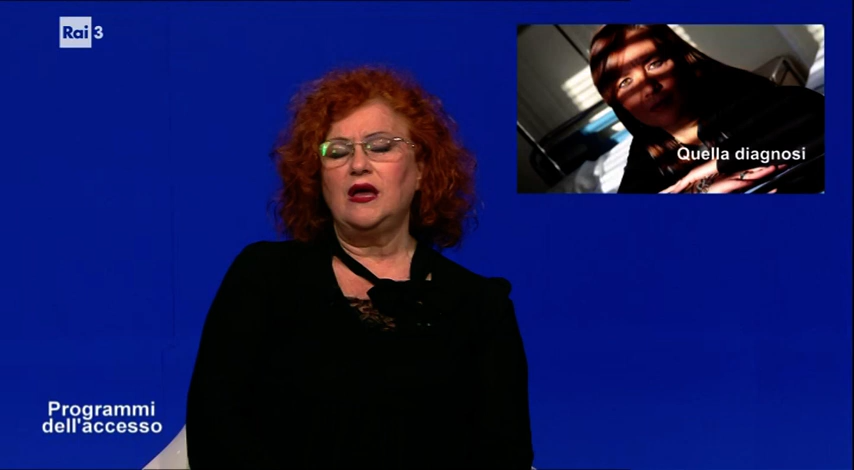 Rai 3
Quella diagnosi
Programmi
dell'accesso